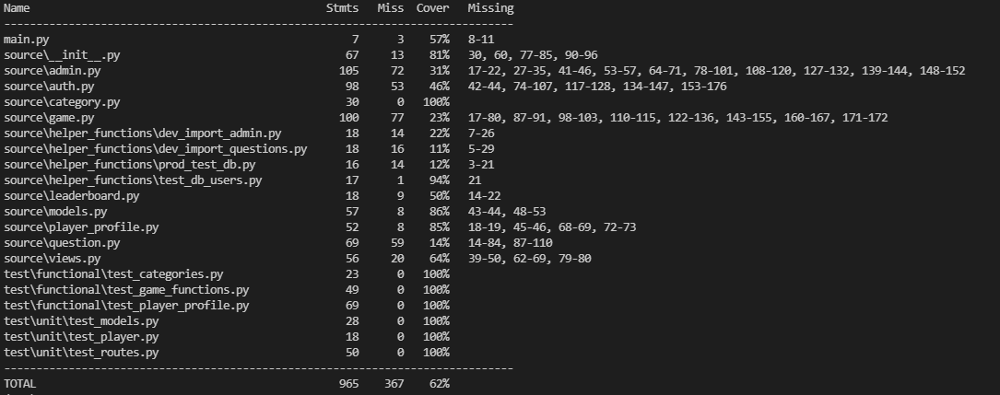 Name Stmts Miss Cover Missing
-------------------------------------------------------------------------------
main.py 7 3 57% 8-11
source\__init__.py 67 13 81% 30, 60, 77-85, 90-96
source\admin.py 105 72 31% 17-22, 27-35, 41-46, 53-57, 64-71, 78-101, 108-120, 127-132, 139-144, 148-152
source\auth.py 98 53 46% 42-44, 74-107, 117-128, 134-147, 153-176
source\category.py 30 0 100%
source\game.py 100 77 23% 17-80, 87-91, 98-103, 110-115, 122-136, 143-155, 160-167, 171-172
source\helper_functions\dev_import_admin.py 18 14 22% 7-26
source\helper_functions\dev_import_questions.py 18 16 11% 5-29
source\helper_functions\prod_test_db.py 16 14 12% 3-21
source\helper_functions\test_db_users.py 17 1 94% 21
source\leaderboard.py 18 9 50% 14-22
source\models.py 57 8 86% 43-44, 48-53
source\player_profile.py 52 8 85% 18-19, 45-46, 68-69, 72-73
source\question.py 69 59 14% 14-84, 87-110
source\views.py 56 20 64% 39-50, 62-69, 79-80
test\functional\test_categories.py 23 0 100%
test\functional\test_game_functions.py 49 0 100%
test\functional\test_player_profile.py 69 0 100%
test\unit\test_models.py 28 0 100%
test\unit\test_player.py 18 0 100%
test\unit\test_routes.py 50 0 100%
-------------------------------------------------------------------------------
TOTAL 965 367 62%